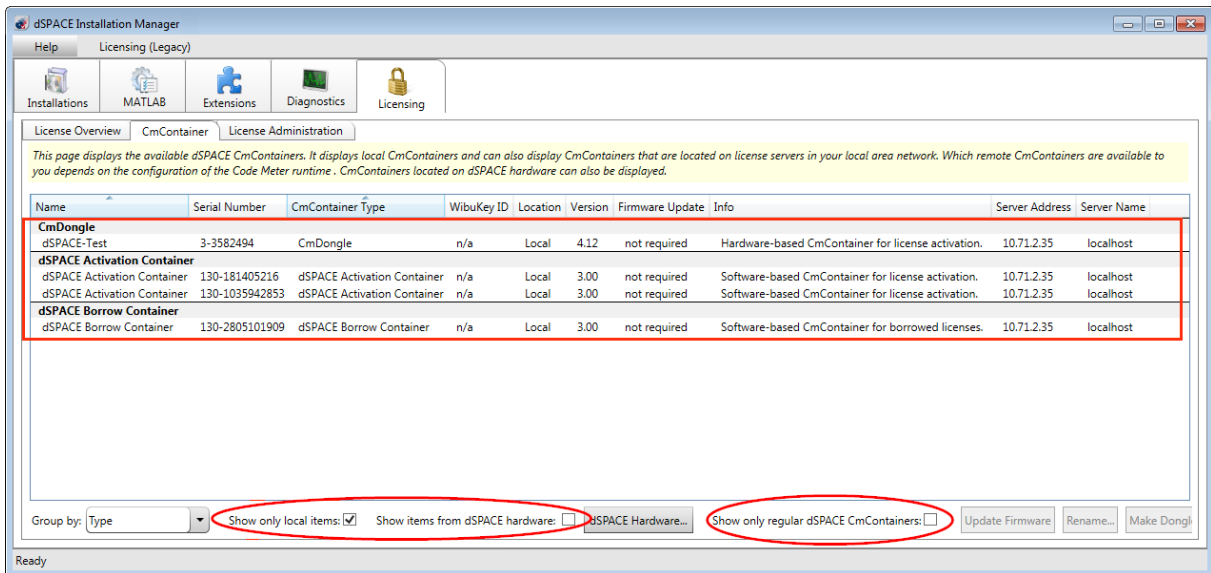 dSPACE Installation Manager
Help Licensing (Legacy)
Installations MATLAB Extensions Diagnostics Licensing
License Overview CmContainer License Administration
This page displays the available dSPACE CmContainers. It displays local CmContainers and can also display CmContainers that are located on license servers in your local area network. Which remote CmContainers are available to
you depends on the configuration of the Code Meter runtime . CmContainers located on dSPACE hardware can also be displayed.
Name Serial Number CmContainer Type WibuKey ID Location Version Firmware Update Info Server Address Server Name
CmDongle
dSPACE-Test 3-3582494 CmDongle n/a Local 4.12 not required Hardware-based CmContainer for license activation. 10.71.2.35 localhost
dSPACE Activation Container
dSPACE Activation Container 130-181405216 dSPACE Activation Container n/a Local 3.00 not required Software-based CmContainer for license activation. 10.71.2.35 localhost
dSPACE Activation Container 130-1035942853 dSPACE Activation Container n/a Local 3.00 not required Software-based CmContainer for license activation. 10.71.2.35 localhost
dSPACE Borrow Container
dSPACE Borrow Container 130-2805101909 dSPACE Borrow Container n/a Local 3.00 not required Software-based CmContainer for borrowed licenses. 10.71.2.35 localhost
Group by: Type Show only local items: Show items from dSPACE hardware: dSPACE Hardware... Show only regular dSPACE CmContainers: Update Firmware Rename... Make Dongl
Ready